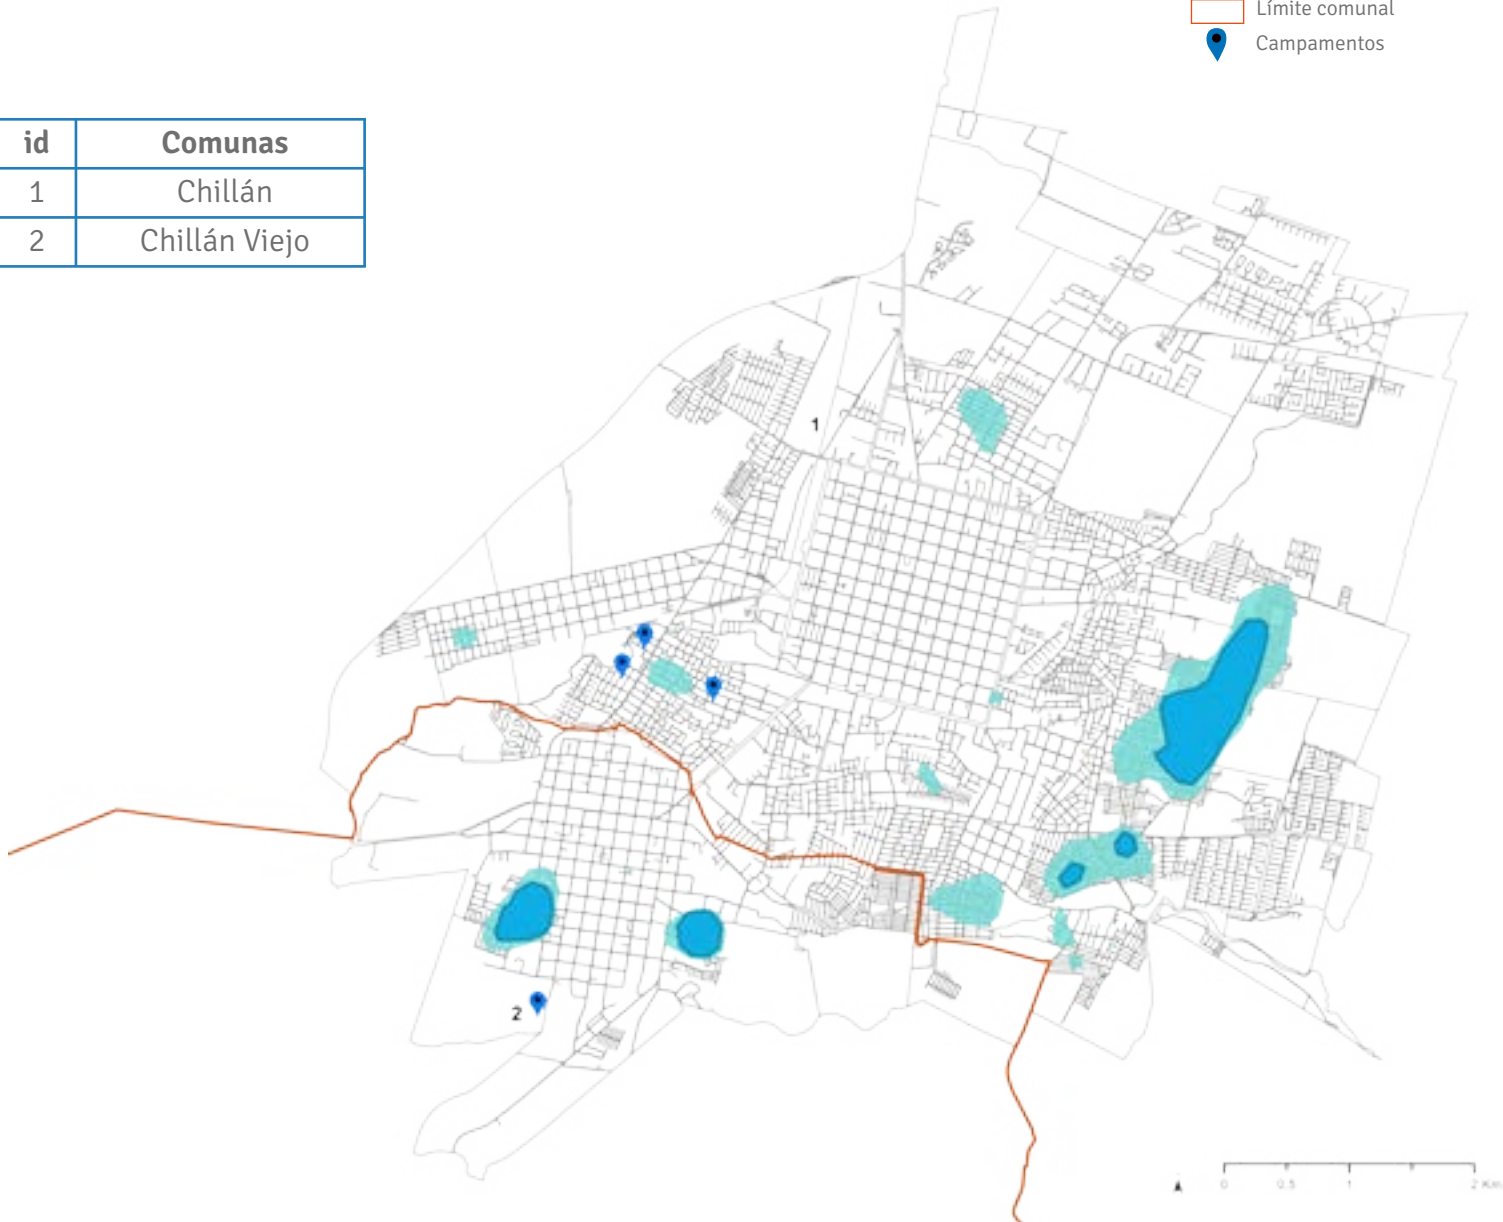 Límite comunal
Campamentos
id Comunas
1 Chillán
2 Chillán Viejo
1
2
0 0.5 1 2 Km